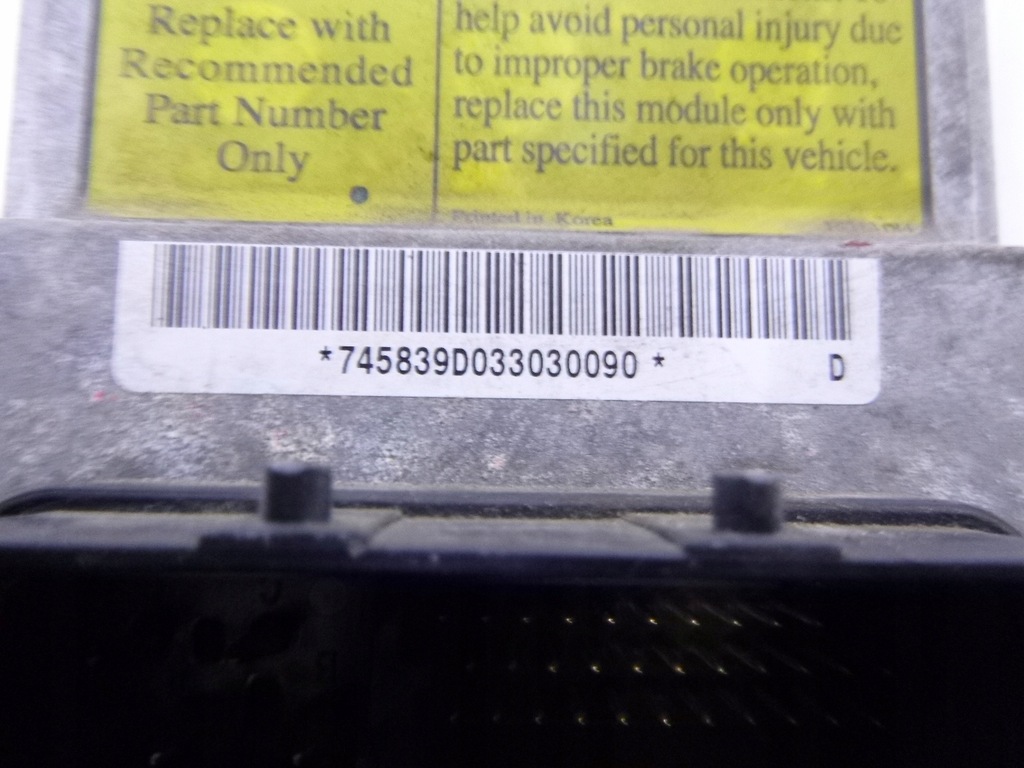 Replace with
Recommended
Part Number
Only
help avoid personal injury due
to improper brake operation,
replace this module only with
part specified for this vehicle.
Printed in Korea
*745839D033030090 *
D